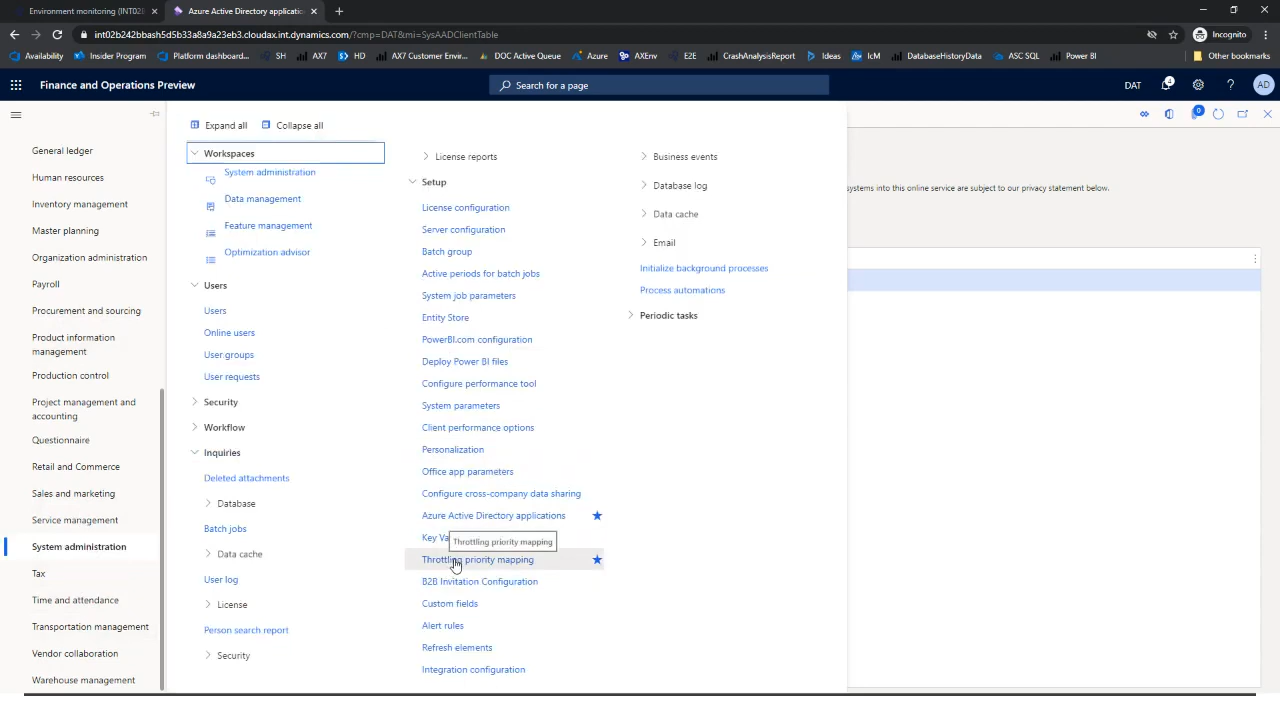 Environment monitoring (INT02B
Azure Active Directory applicatio
int02b242bbash5d5b33a8a9a23eb3.cloudax.int.dynamics.com/?cmp=DAT&mi=SysAADClientTable
Incognito
Availability
Insider Program
Platform dashboard...
SH
AX7
HD
AX7 Customer Envir...
DOC Active Queue
Azure
AXEnv
E2E
CrashAnalysisReport
Ideas
IcM
DatabaseHistoryData
ASC SQL
Power BI
Other bookmarks
Finance and Operations Preview
Search for a page
DAT
4
?
AD
0
General ledger
Human resources
Inventory management
Master planning
Organization administration
Payroll
Procurement and sourcing
Product information
management
Production control
Project management and
accounting
Questionnaire
Retail and Commerce
Sales and marketing
Service management
System administration
Tax
Time and attendance
Transportation management
Vendor collaboration
Warehouse management
Expand all
Collapse all
Workspaces
System administration
Data management
Feature management
Optimization advisor
Users
Users
Online users
User groups
User requests
Security
Workflow
Inquiries
Deleted attachments
Database
Batch jobs
Data cache
User log
License
Person search report
Security
License reports
Setup
License configuration
Server configuration
Batch group
Active periods for batch jobs
System job parameters
Entity Store
PowerBI.com configuration
Deploy Power BI files
Configure performance tool
System parameters
Client performance options
Personalization
Office app parameters
Configure cross-company data sharing
Azure Active Directory applications
Key Va
Throttling priority mapping
Throttling priority mapping
B2B Invitation Configuration
Custom fields
Alert rules
Refresh elements
Integration configuration
Business events
Database log
Data cache
Email
Initialize background processes
Process automations
Periodic tasks
systems into this online service are subject to our privacy statement below.